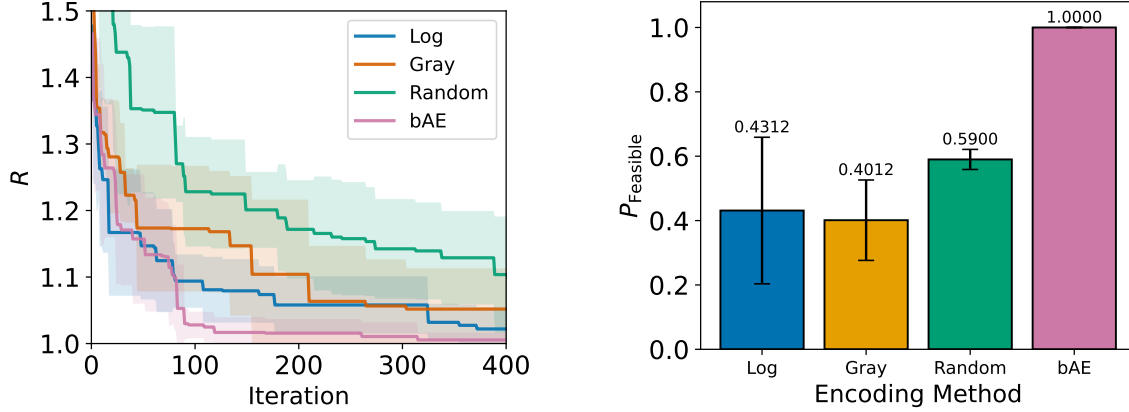 1.5
1.4
1.3
1.2
1.1
1.0
R
0
100
200
300
400
Iteration
Log
Gray
Random
bAE
1.0
0.8
0.6
0.4
0.2
0.0
P_Feasible
0.4312
0.4012
0.5900
1.0000
Log
Gray
Random
bAE
Encoding Method